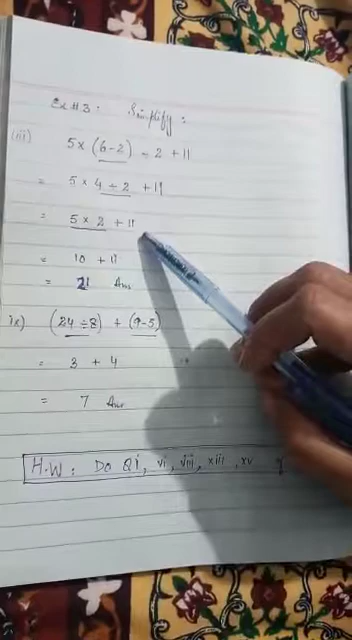 Ex # 3: Simplify:
(iii) 5 × (6-2) ÷ 2 + 11
= 5 × 4 ÷ 2 + 11
= 5 × 2 + 11
= 10 + 11
= 21 Ans
ix) (24 ÷ 8) + (9-5)
= 3 + 4
= 7 Ans
H.W: Do Q i, vi, viii, xiii, xv